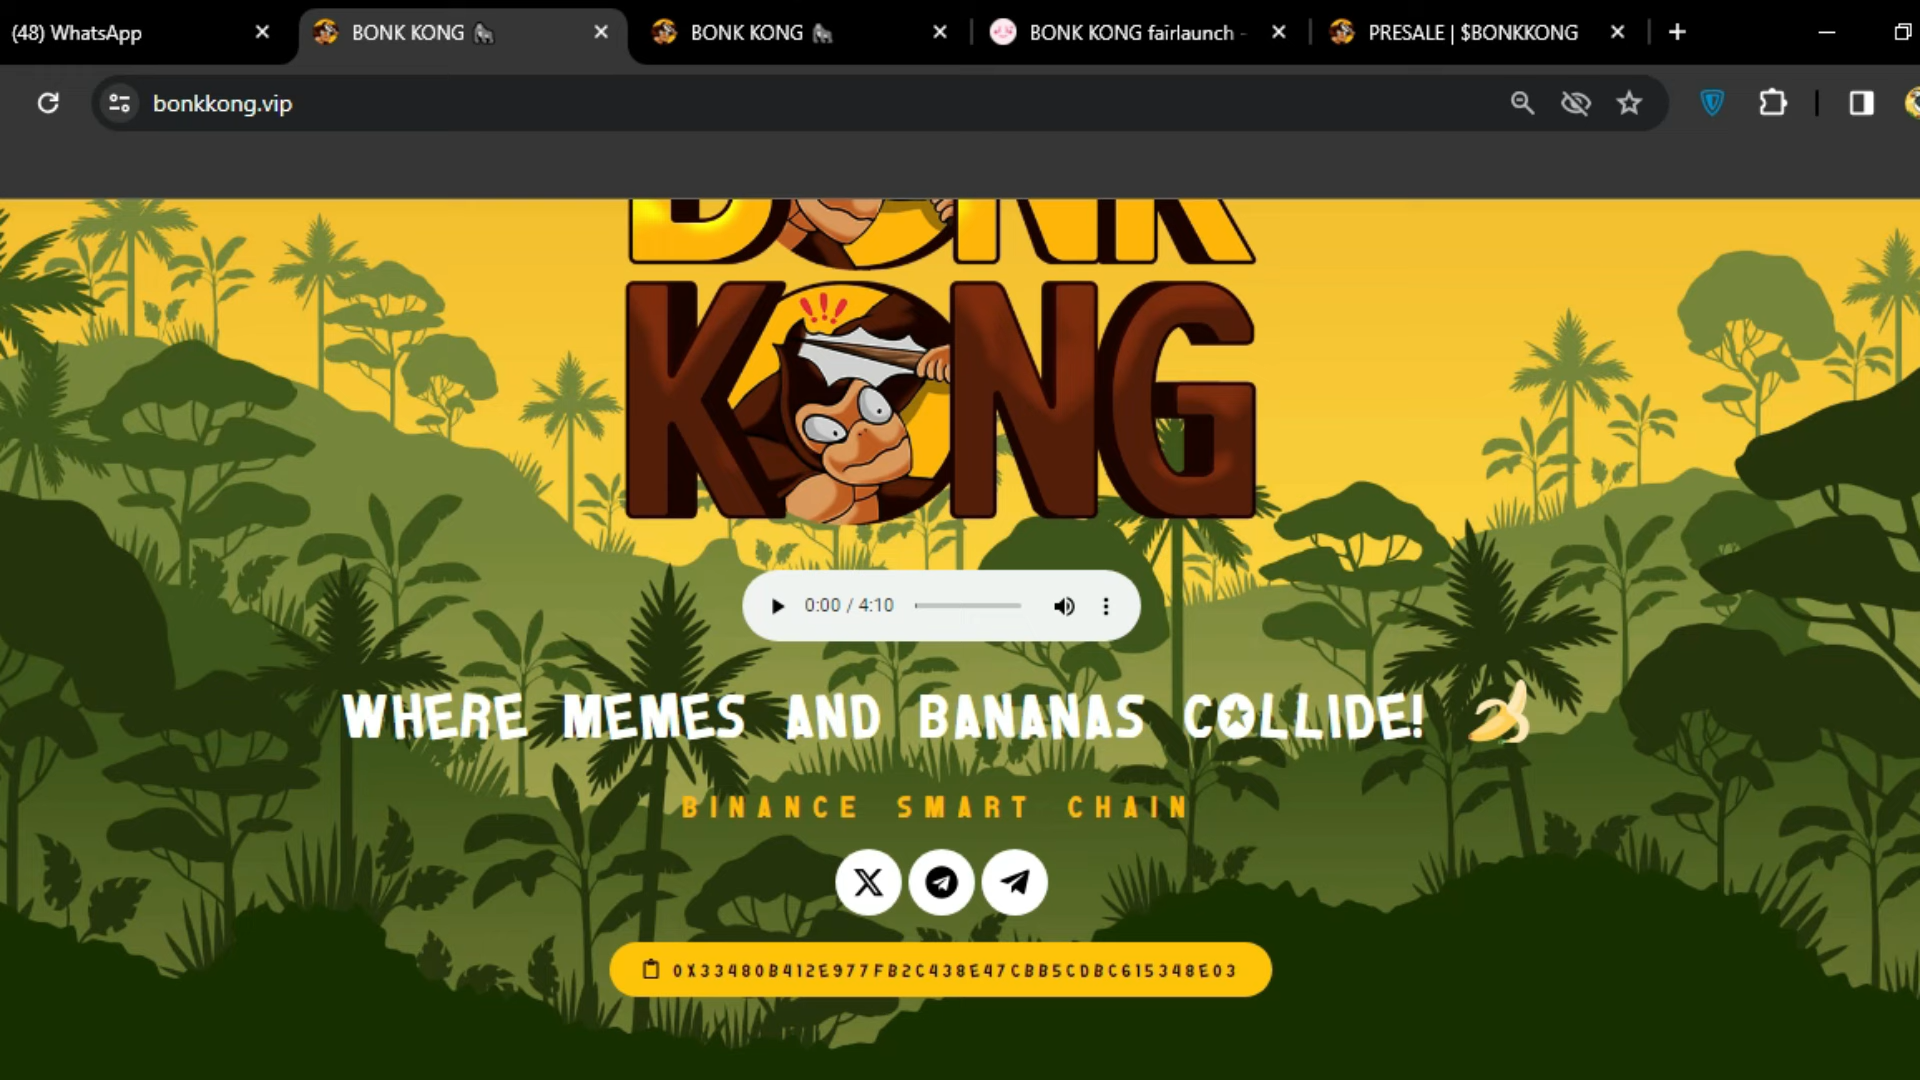 (48) WhatsApp
BONK KONG 🦍
BONK KONG 🦍
BONK KONG fairlaunch -
PRESALE | $BONKKONG
bonkkong.vip
BONK
KONG
0:00 / 4:10
WHERE MEMES AND BANANAS COLLIDE! 🍌
BINANCE SMART CHAIN
0X33480B412E977FB2C438E47CBB5CDBC615348E03